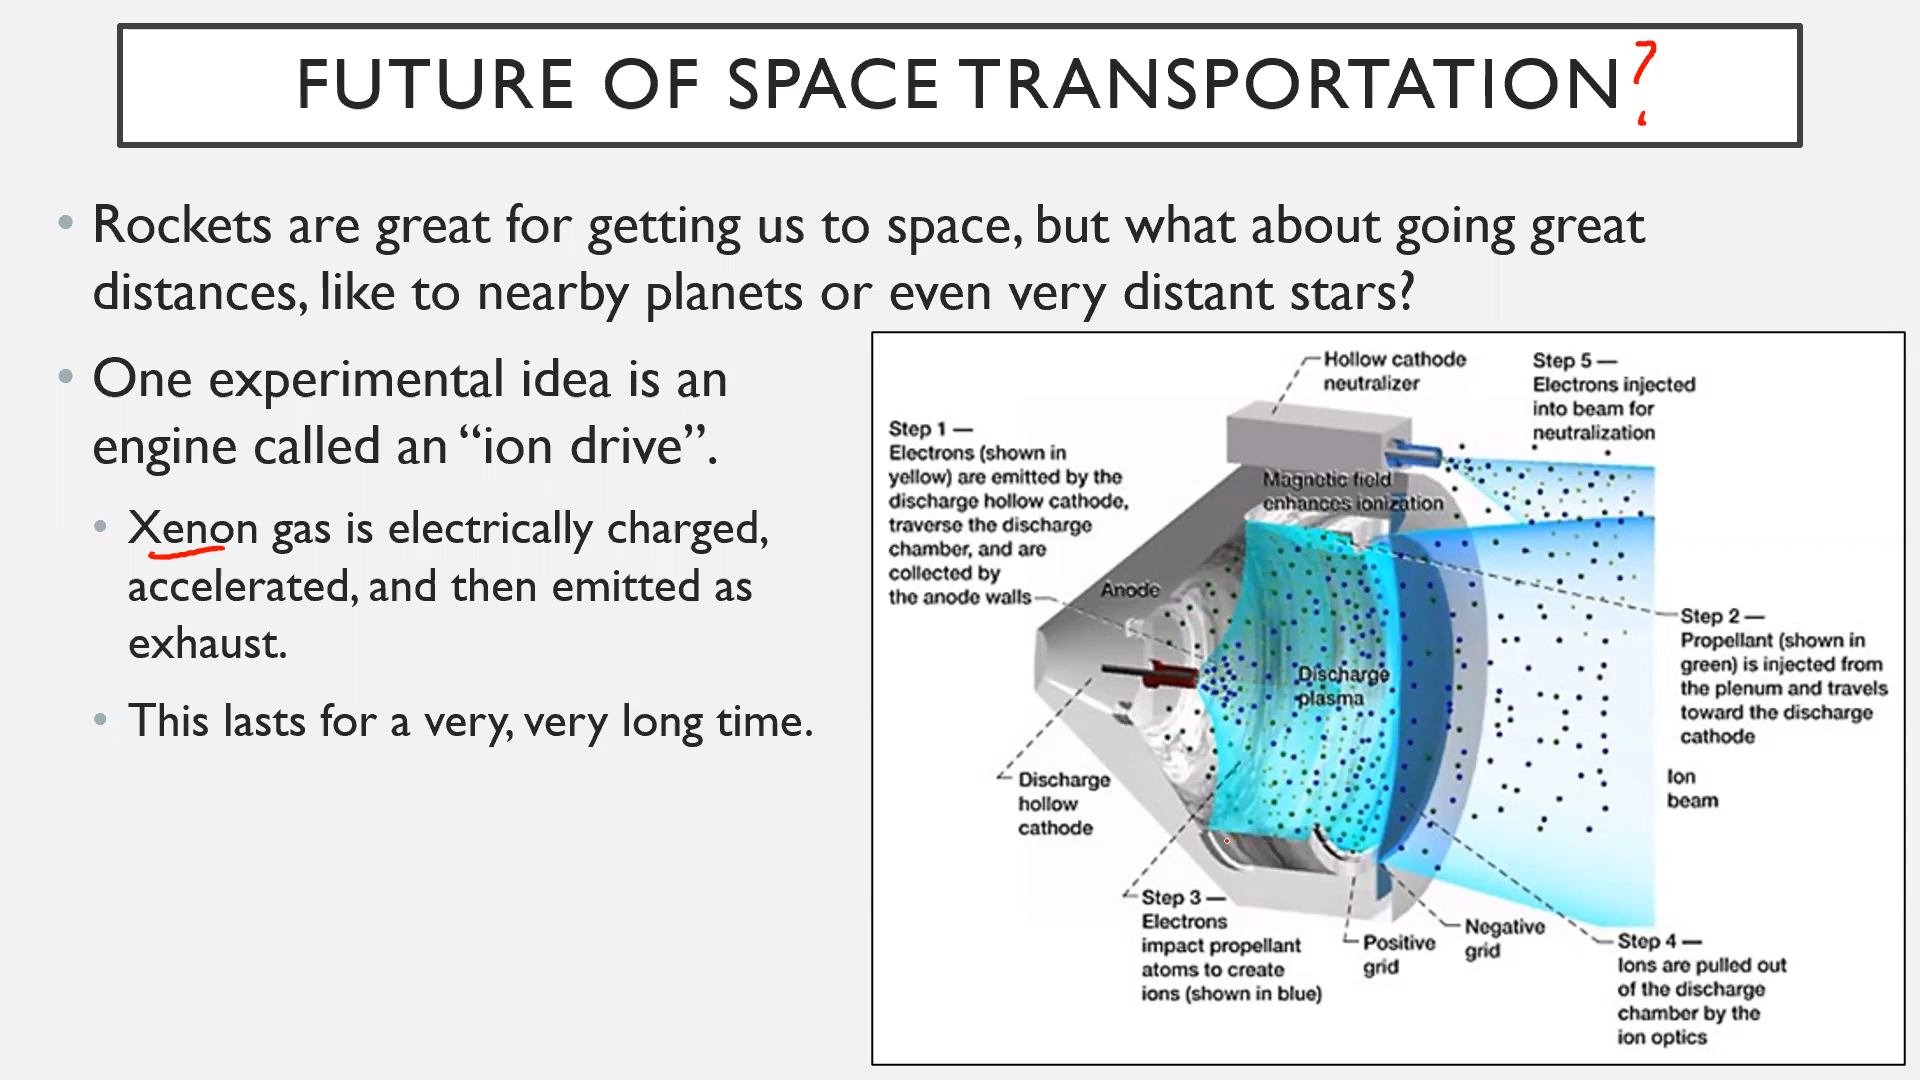 FUTURE OF SPACE TRANSPORTATION?
• Rockets are great for getting us to space, but what about going great
distances, like to nearby planets or even very distant stars?
• One experimental idea is an
engine called an “ion drive”.
• Xenon gas is electrically charged,
accelerated, and then emitted as
exhaust.
• This lasts for a very, very long time.
Hollow cathode
neutralizer
Step 5 —
Electrons injected
into beam for
neutralization
Step 1 —
Electrons (shown in
yellow) are emitted by the
discharge hollow cathode,
traverse the discharge
chamber, and are
collected by
the anode walls
Magnetic field
enhances ionization
Anode
Step 2 —
Propellant (shown in
green) is injected from
the plenum and travels
toward the discharge
cathode
Discharge
plasma
Ion
beam
Discharge
hollow
cathode
Step 3 —
Electrons
impact propellant
atoms to create
ions (shown in blue)
Positive
grid
Negative
grid
Step 4 —
Ions are pulled out
of the discharge
chamber by the
ion optics